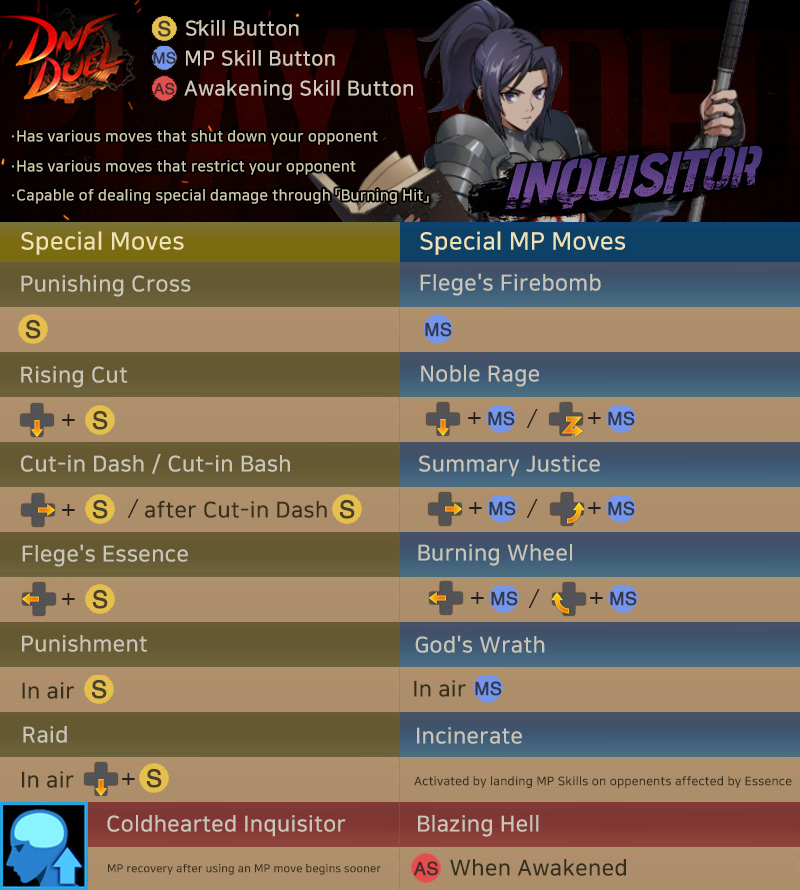 DNF DUEL
S Skill Button
MS MP Skill Button
AS Awakening Skill Button
·Has various moves that shut down your opponent
·Has various moves that restrict your opponent
·Capable of dealing special damage through「Burning Hit」
INQUISITOR
Special Moves
Special MP Moves
Punishing Cross
Flege's Firebomb
S
MS
Rising Cut
Noble Rage
+ S
+ MS / + MS
Cut-in Dash / Cut-in Bash
Summary Justice
+ S / after Cut-in Dash S
+ MS / + MS
Flege's Essence
Burning Wheel
+ S
+ MS / + MS
Punishment
God's Wrath
In air S
In air MS
Raid
Incinerate
In air + S
Activated by landing MP Skills on oppenents affected by Essence
Coldhearted Inquisitor
Blazing Hell
MP recovery after using an MP move begins sooner
AS When Awakened